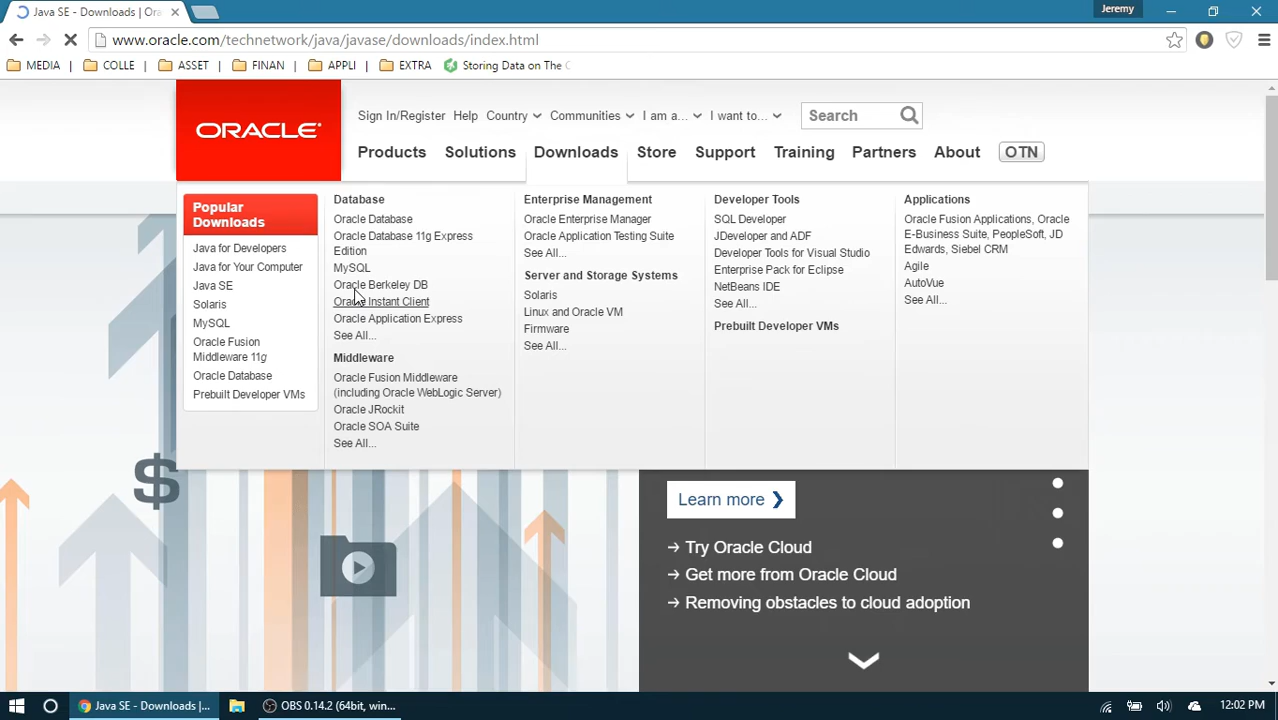 Java SE - Downloads | Ora
Jeremy
www.oracle.com/technetwork/java/javase/downloads/index.html
MEDIA
COLLE
ASSET
FINAN
APPLI
EXTRA
Storing Data on The C
ORACLE®
Sign In/Register
Help
Country
Communities
I am a...
I want to...
Search
Products
Solutions
Downloads
Store
Support
Training
Partners
About
OTN
Popular
Downloads
Java for Developers
Java for Your Computer
Java SE
Solaris
MySQL
Oracle Fusion
Middleware 11g
Oracle Database
Prebuilt Developer VMs
Database
Oracle Database
Oracle Database 11g Express
Edition
MySQL
Oracle Berkeley DB
Oracle Instant Client
Oracle Application Express
See All...
Middleware
Oracle Fusion Middleware
(including Oracle WebLogic Server)
Oracle JRockit
Oracle SOA Suite
See All...
Enterprise Management
Oracle Enterprise Manager
Oracle Application Testing Suite
See All...
Server and Storage Systems
Solaris
Linux and Oracle VM
Firmware
See All...
Developer Tools
SQL Developer
JDeveloper and ADF
Developer Tools for Visual Studio
Enterprise Pack for Eclipse
NetBeans IDE
See All...
Prebuilt Developer VMs
Applications
Oracle Fusion Applications, Oracle
E-Business Suite, PeopleSoft, JD
Edwards, Siebel CRM
Agile
AutoVue
See All...
$
Learn more
Try Oracle Cloud
Get more from Oracle Cloud
Removing obstacles to cloud adoption
Java SE - Downloads |...
OBS 0.14.2 (64bit, win...
12:02 PM